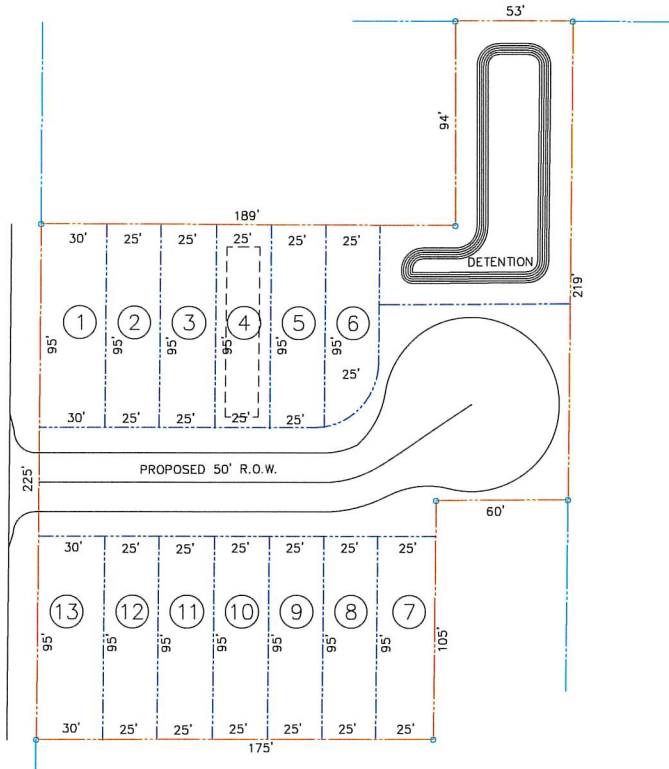 53'
94'
189'
30' 25' 25' 25' 25' 25'
DETENTION
219'
1 2 3 4 5 6
95' 95' 95' 95' 95' 95'
25'
30' 25' 25' 25' 25'
PROPOSED 50' R.O.W.
225'
60'
30' 25' 25' 25' 25' 25' 25'
13 12 11 10 9 8 7
95' 95' 95' 95' 95' 95' 95' 105'
30' 25' 25' 25' 25' 25' 25'
175'